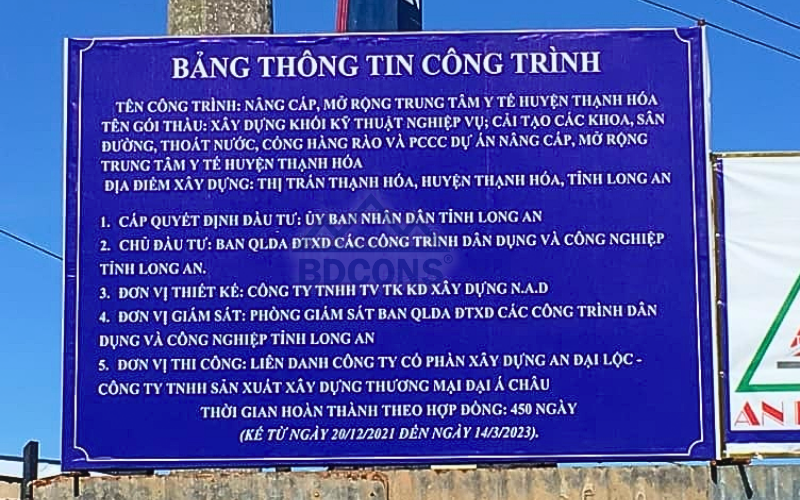 BẢNG THÔNG TIN CÔNG TRÌNH
TÊN CÔNG TRÌNH: NÂNG CẤP, MỞ RỘNG TRUNG TÂM Y TẾ HUYỆN THẠNH HÓA
TÊN GÓI THẦU: XÂY DỰNG KHỐI KỸ THUẬT NGHIỆP VỤ; CẢI TẠO CÁC KHOA, SÂN
ĐƯỜNG, THOÁT NƯỚC, CỔNG HÀNG RÀO VÀ PCCC DỰ ÁN NÂNG CẤP, MỞ RỘNG
TRUNG TÂM Y TẾ HUYỆN THẠNH HÓA
ĐỊA ĐIỂM XÂY DỰNG: THỊ TRẤN THẠNH HÓA, HUYỆN THẠNH HÓA, TỈNH LONG AN
1. CẤP QUYẾT ĐỊNH ĐẦU TƯ: ỦY BAN NHÂN DÂN TỈNH LONG AN
2. CHỦ ĐẦU TƯ: BAN QLDA ĐTXD CÁC CÔNG TRÌNH DÂN DỤNG VÀ CÔNG NGHIỆP
TỈNH LONG AN.
BDCONS®
3. ĐƠN VỊ THIẾT KẾ: CÔNG TY TNHH TV TK KD XÂY DỰNG N.A.D
4. ĐƠN VỊ GIÁM SÁT: PHÒNG GIÁM SÁT BAN QLDA ĐTXD CÁC CÔNG TRÌNH DÂN
DỤNG VÀ CÔNG NGHIỆP TỈNH LONG AN
5. ĐƠN VỊ THI CÔNG: LIÊN DANH CÔNG TY CỔ PHẦN XÂY DỰNG AN ĐẠI LỘC -
CÔNG TY TNHH SẢN XUẤT XÂY DỰNG THƯƠNG MẠI ĐẠI Á CHÂU
THỜI GIAN HOÀN THÀNH THEO HỢP ĐỒNG: 450 NGÀY
(KỂ TỪ NGÀY 20/12/2021 ĐẾN NGÀY 14/3/2023).
AN